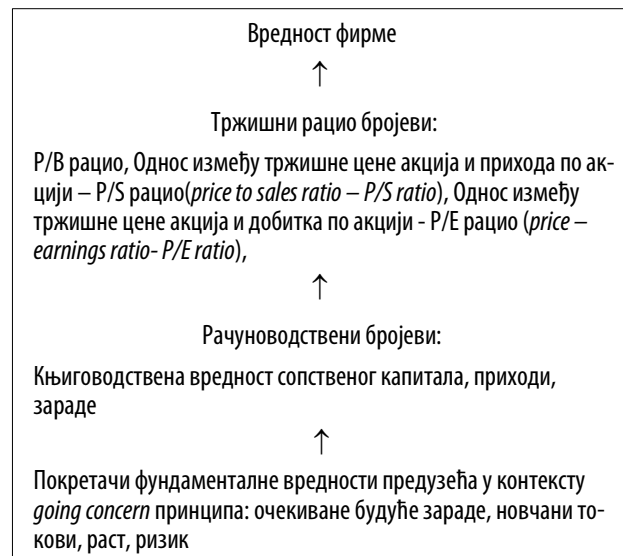 Вредност фирме
↑
Тржишни рацио бројеви:
P/B рацио, Однос између тржишне цене акција и прихода по ак-
цији – P/S рацио(price to sales ratio – P/S ratio), Однос између
тржишне цене акција и добитка по акцији - P/E рацио (price –
earnings ratio- P/E ratio),
↑
Рачуноводствени бројеви:
Књиговодствена вредност сопственог капитала, приходи,
зараде
↑
Покретачи фундаменталне вредности предузећа у контексту
going concern принципа: очекиване будуће зараде, новчани то-
кови, раст, ризик